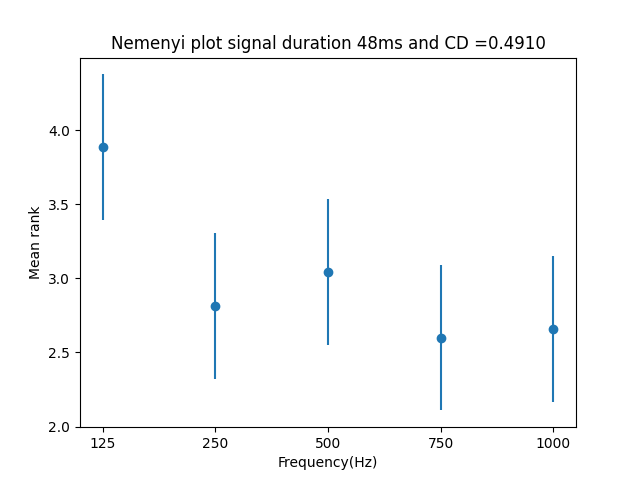 Nemenyi plot signal duration 48ms and CD =0.4910
Mean rank
4.0
3.5
3.0
2.5
2.0
125 250 500 750 1000
Frequency(Hz)